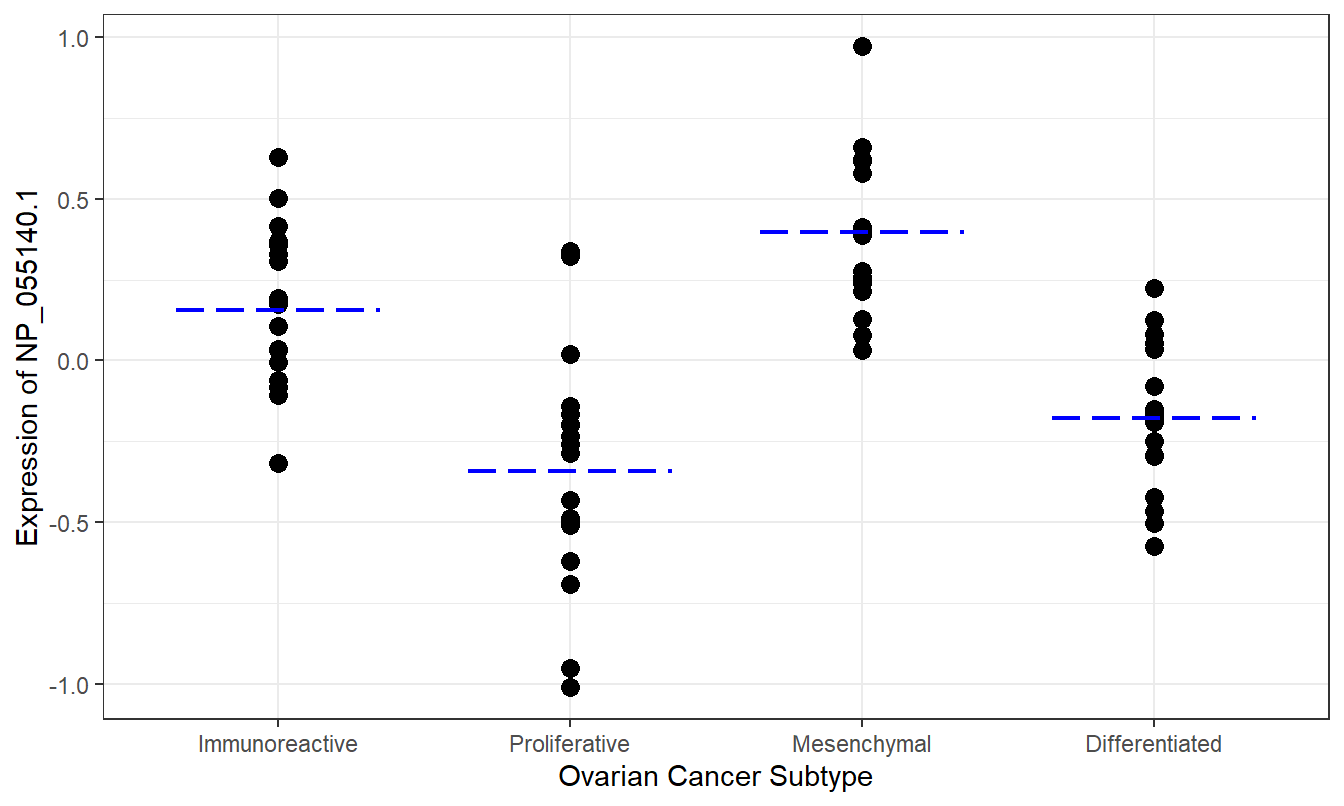 Expression of NP_055140.1
1.0
0.5
0.0
-0.5
-1.0
Immunoreactive Proliferative Mesenchymal Differentiated
Ovarian Cancer Subtype